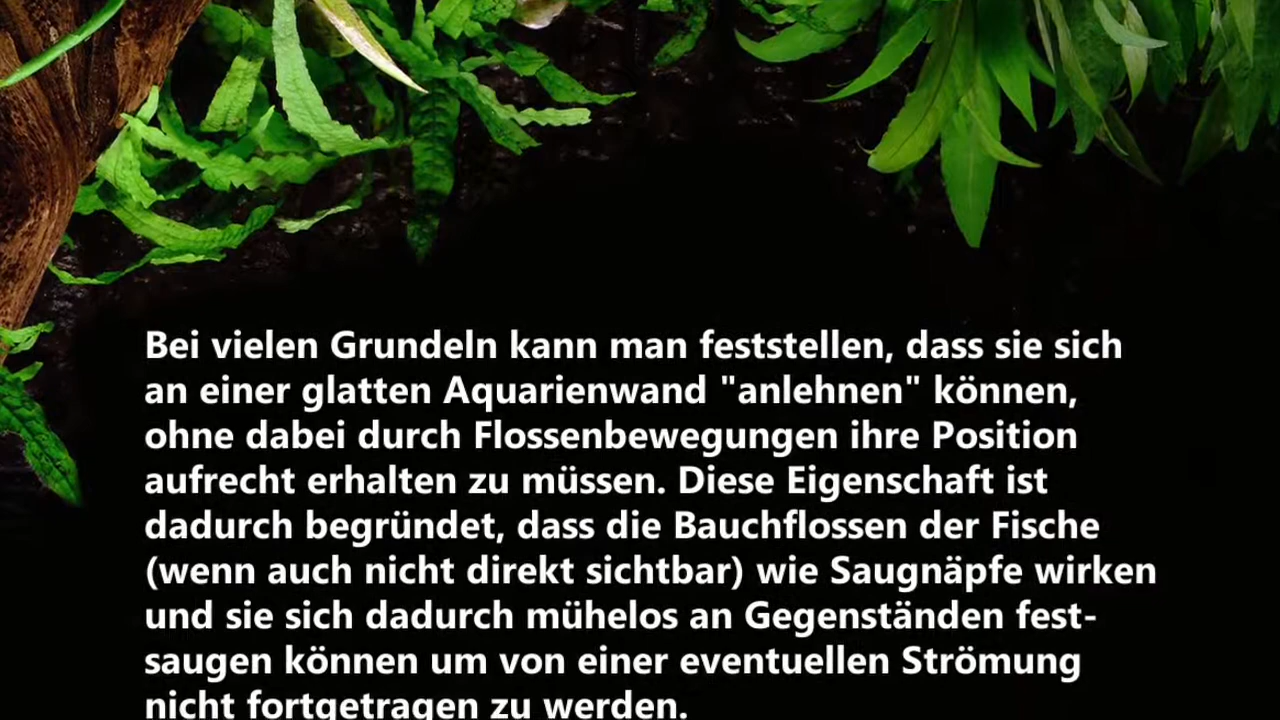 Bei vielen Grundeln kann man feststellen, dass sie sich
an einer glatten Aquarienwand "anlehnen" können,
ohne dabei durch Flossenbewegungen ihre Position
aufrecht erhalten zu müssen. Diese Eigenschaft ist
dadurch begründet, dass die Bauchflossen der Fische
(wenn auch nicht direkt sichtbar) wie Saugnäpfe wirken
und sie sich dadurch mühelos an Gegenständen fest-
saugen können um von einer eventuellen Strömung
nicht fortgetragen zu werden.